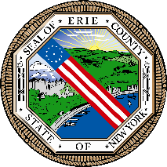 SEAL OF ERIE COUNTY
STATE OF NEW YORK